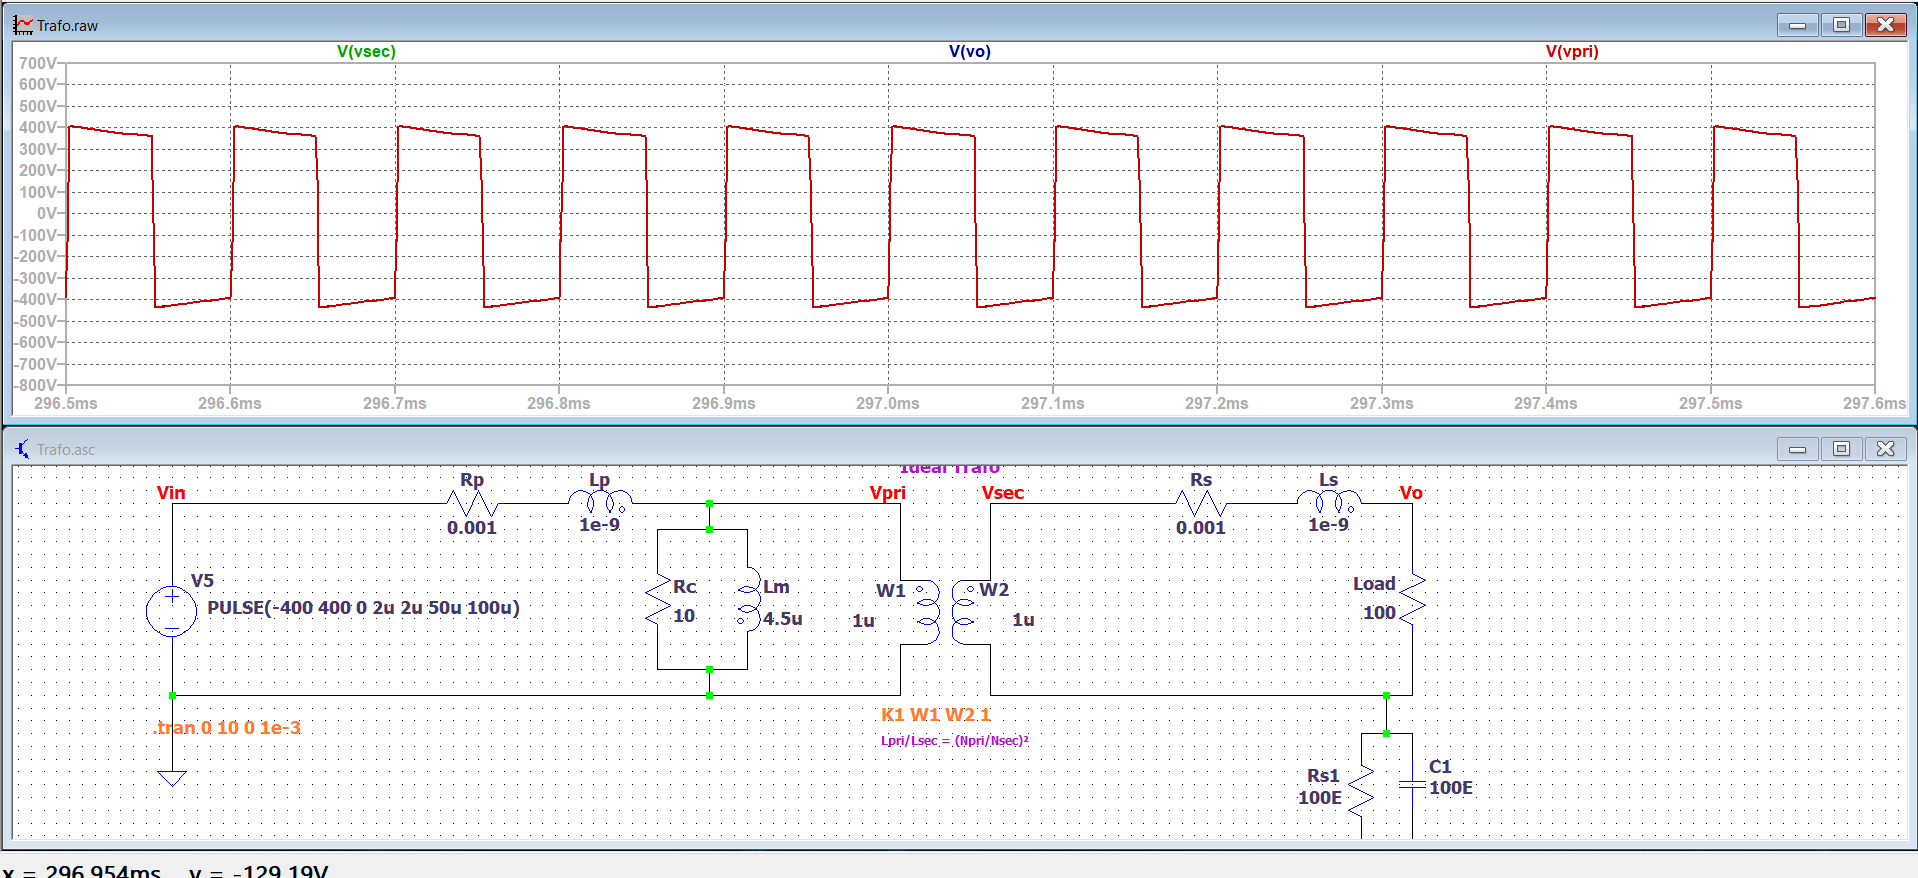 Trafo.raw
V(vsec) V(vo) V(vpri)
700V
600V
500V
400V
300V
200V
100V
0V
-100V
-200V
-300V
-400V
-500V
-600V
-700V
-800V
296.5ms 296.6ms 296.7ms 296.8ms 296.9ms 297.0ms 297.1ms 297.2ms 297.3ms 297.4ms 297.5ms 297.6ms
Trafo.asc
Ideal Trafo
Rp Lp Rs Ls
Vin Vpri Vsec Vo
0.001 1e-9 0.001 1e-9
V5 Rc Lm W1 W2 Load
PULSE(-400 400 0 2u 2u 50u 100u) 10 4.5u 1u 1u 100
.tran 0 10 0 1e-3
K1 W1 W2 1
Lpri/Lsec = (Npri/Nsec)²
Rs1 C1
100E 100E
x = 296.954ms y = -129.19V